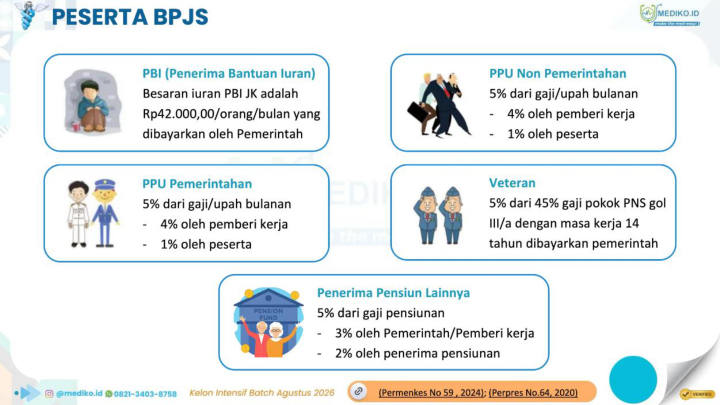 PESERTA BPJS
MEDIKO.ID
PBI (Penerima Bantuan Iuran)
Besaran iuran PBI JK adalah
Rp42.000,00/orang/bulan yang
dibayarkan oleh Pemerintah
PPU Non Pemerintahan
5% dari gaji/upah bulanan
- 4% oleh pemberi kerja
- 1% oleh peserta
PPU Pemerintahan
5% dari gaji/upah bulanan
- 4% oleh pemberi kerja
- 1% oleh peserta
Veteran
5% dari 45% gaji pokok PNS gol
III/a dengan masa kerja 14
tahun dibayarkan pemerintah
PENSION
FUND
Penerima Pensiun Lainnya
5% dari gaji pensiunan
- 3% oleh Pemerintah/Pemberi kerja
- 2% oleh penerima pensiunan
@mediko.id 0821-3403-8758
Kelon Intensif Batch Agustus 2026
(Permenkes No 59 , 2024); (Perpres No.64, 2020)
VERIFIED